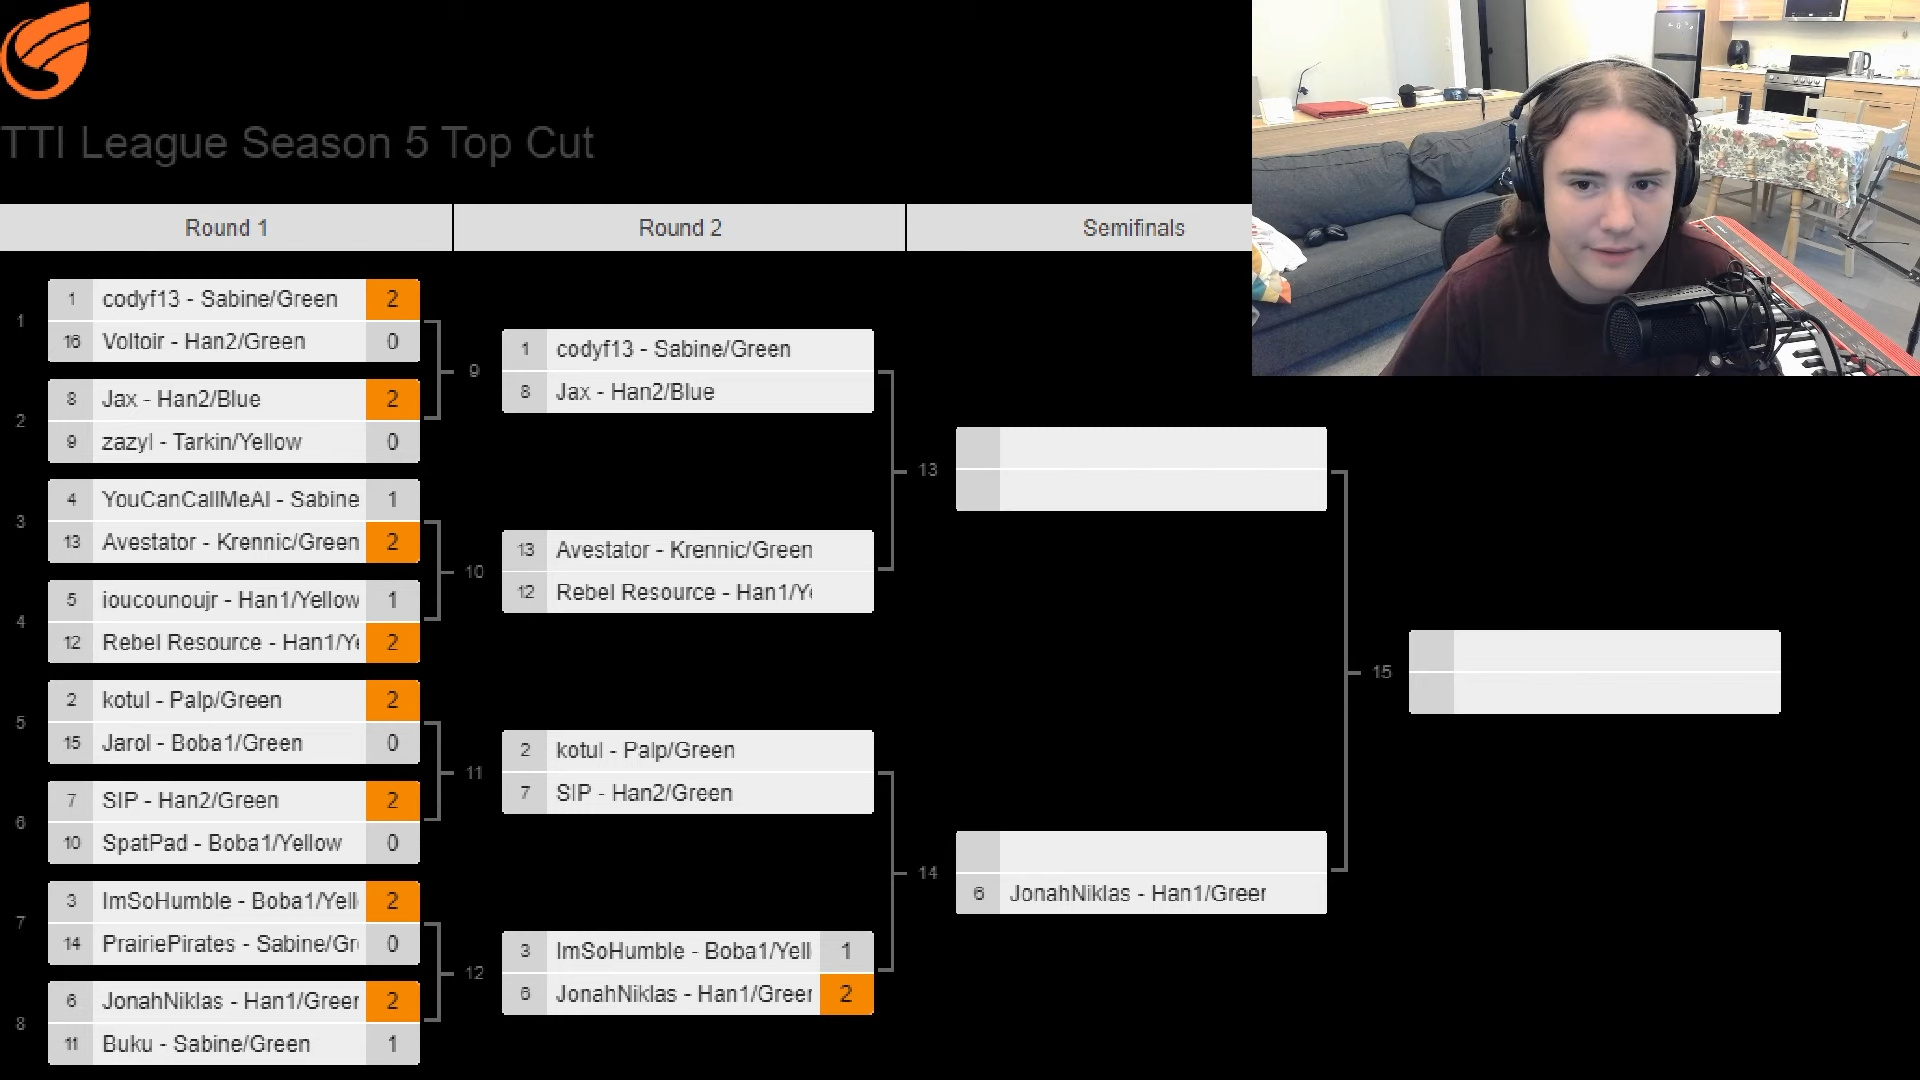 TTI League Season 5 Top Cut
Round 1
Round 2
Semifinals
1
1 codyf13 - Sabine/Green 2
16 Voltoir - Han2/Green 0
2
8 Jax - Han2/Blue 2
9 zazyl - Tarkin/Yellow 0
3
4 YouCanCallMeAl - Sabine 1
13 Avestator - Krennic/Green 2
4
5 ioucounoujr - Han1/Yellow 1
12 Rebel Resource - Han1/Ye 2
5
2 kotul - Palp/Green 2
15 Jarol - Boba1/Green 0
6
7 SIP - Han2/Green 2
10 SpatPad - Boba1/Yellow 0
7
3 ImSoHumble - Boba1/Yell 2
14 PrairiePirates - Sabine/Gr 0
8
6 JonahNiklas - Han1/Green 2
11 Buku - Sabine/Green 1
9
1 codyf13 - Sabine/Green
8 Jax - Han2/Blue
10
13 Avestator - Krennic/Green
12 Rebel Resource - Han1/Ye
11
2 kotul - Palp/Green
7 SIP - Han2/Green
12
3 ImSoHumble - Boba1/Yell 1
6 JonahNiklas - Han1/Green 2
13
14
6 JonahNiklas - Han1/Green
15